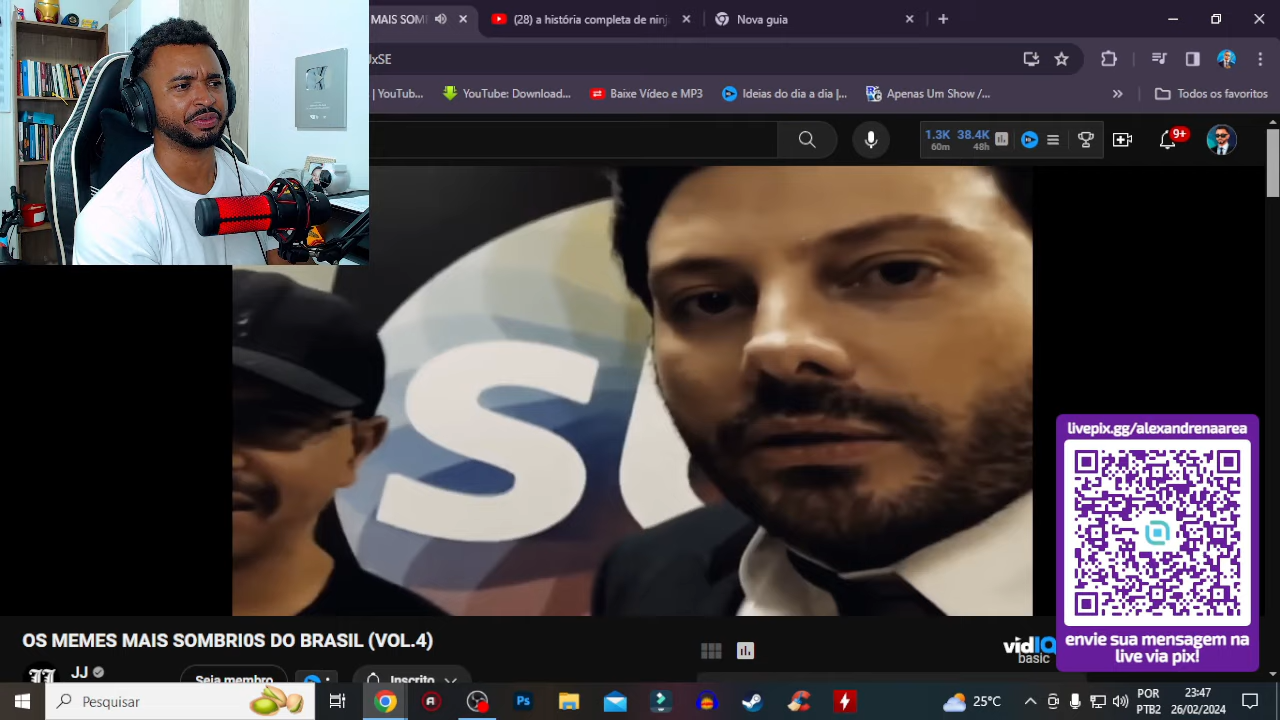 MAIS SOM
(28) a história completa de ninj
Nova guia
JxSE
| YouTub...
YouTube: Download...
Baixe Vídeo e MP3
Ideias do dia a dia |...
Apenas Um Show /...
»
Todos os favoritos
1.3K
60m
38.4K
48h
9+
S
livepix.gg/alexandrenaarea
envie sua mensagem na
live via pix!
OS MEMES MAIS SOMBRI0S DO BRASIL (VOL.4)
vidIQ
basic
JJ
JJ
Seja membro
Inscrito
Pesquisar
Ps
25°C
POR
PTB2
23:47
26/02/2024